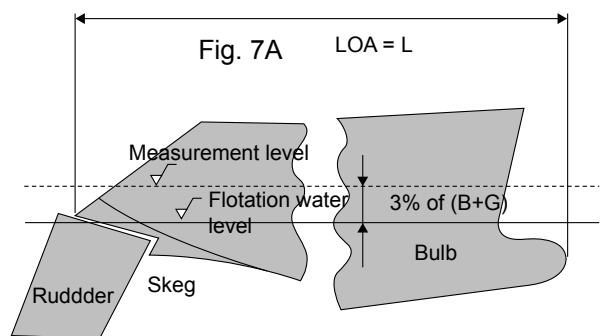 Fig. 7A
LOA = L
Measurement level
Flotation water
level
3% of (B+G)
Bulb
Skeg
Ruddder